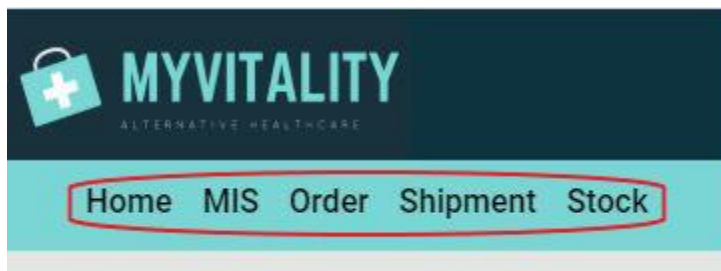 MYVITALITY
ALTERNATIVE HEALTHCARE
Home MIS Order Shipment Stock